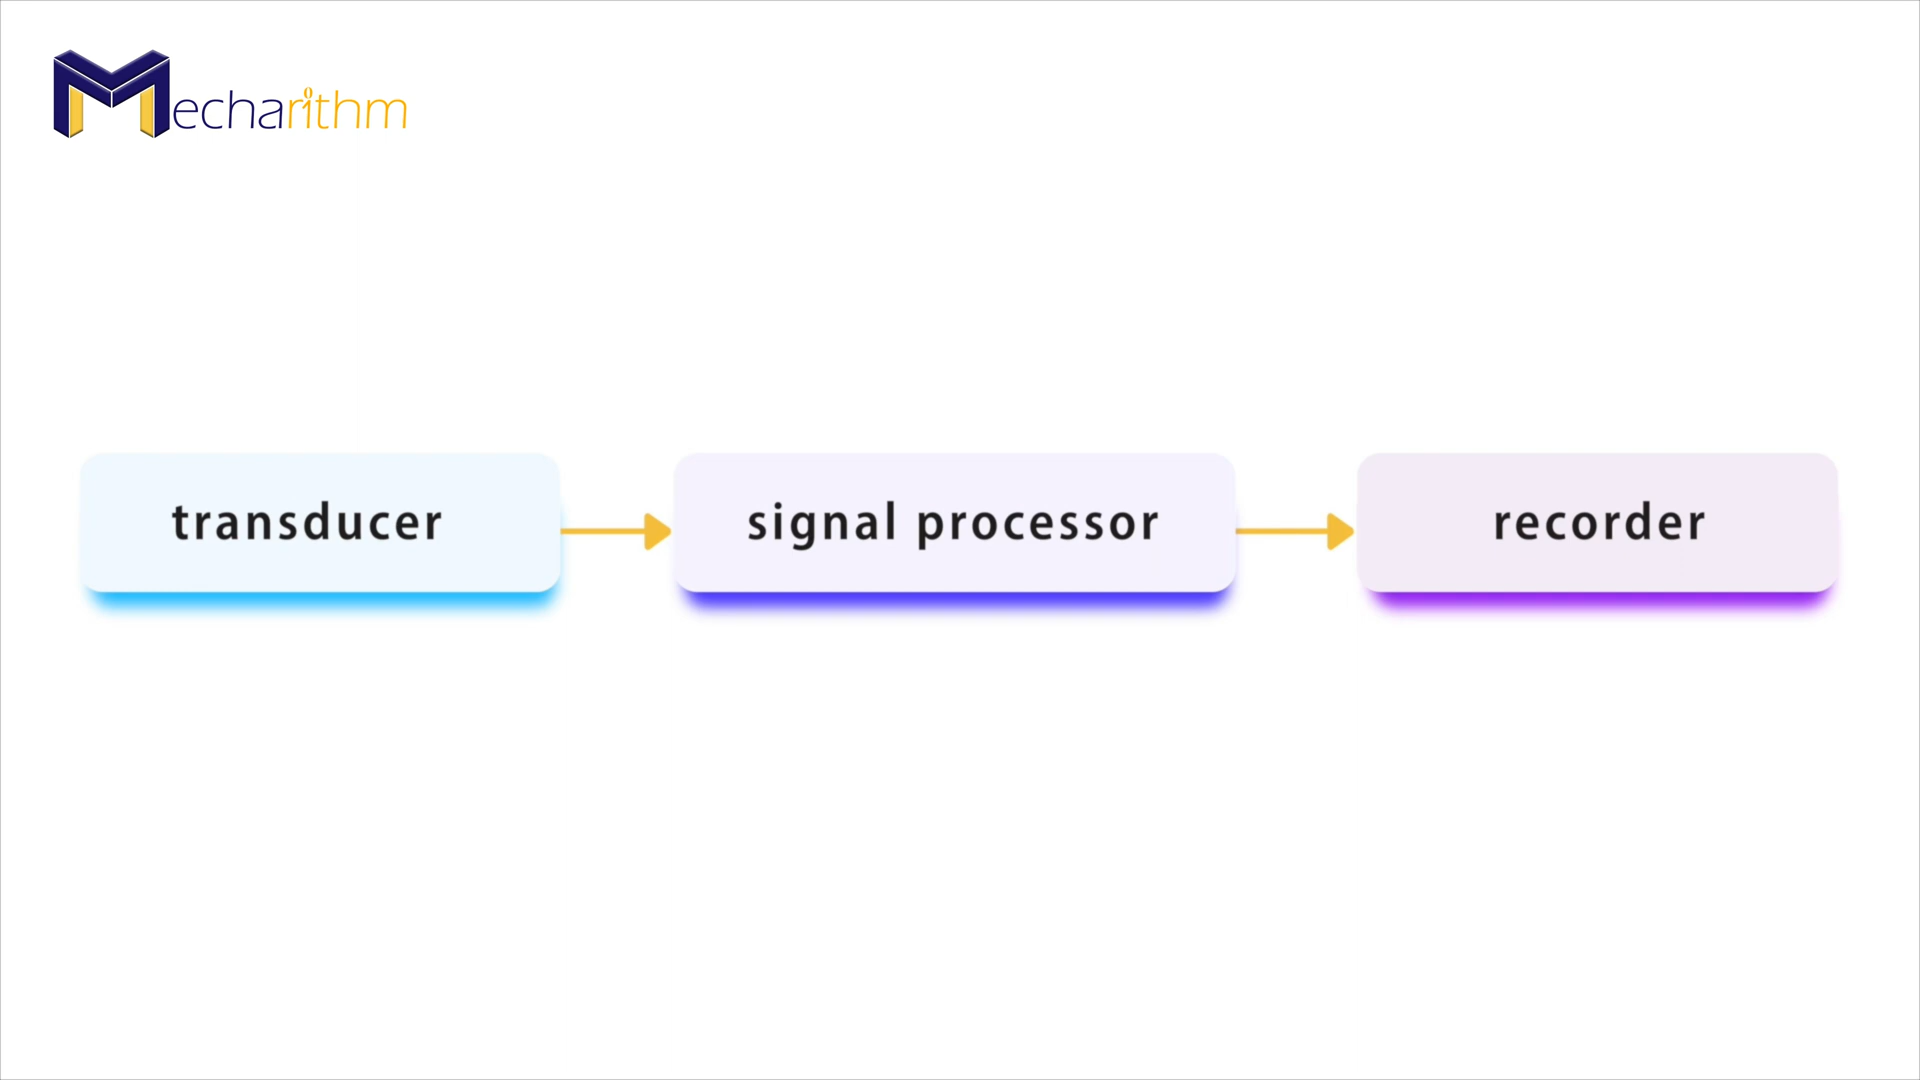 Mecharithm
transducer
signal processor
recorder